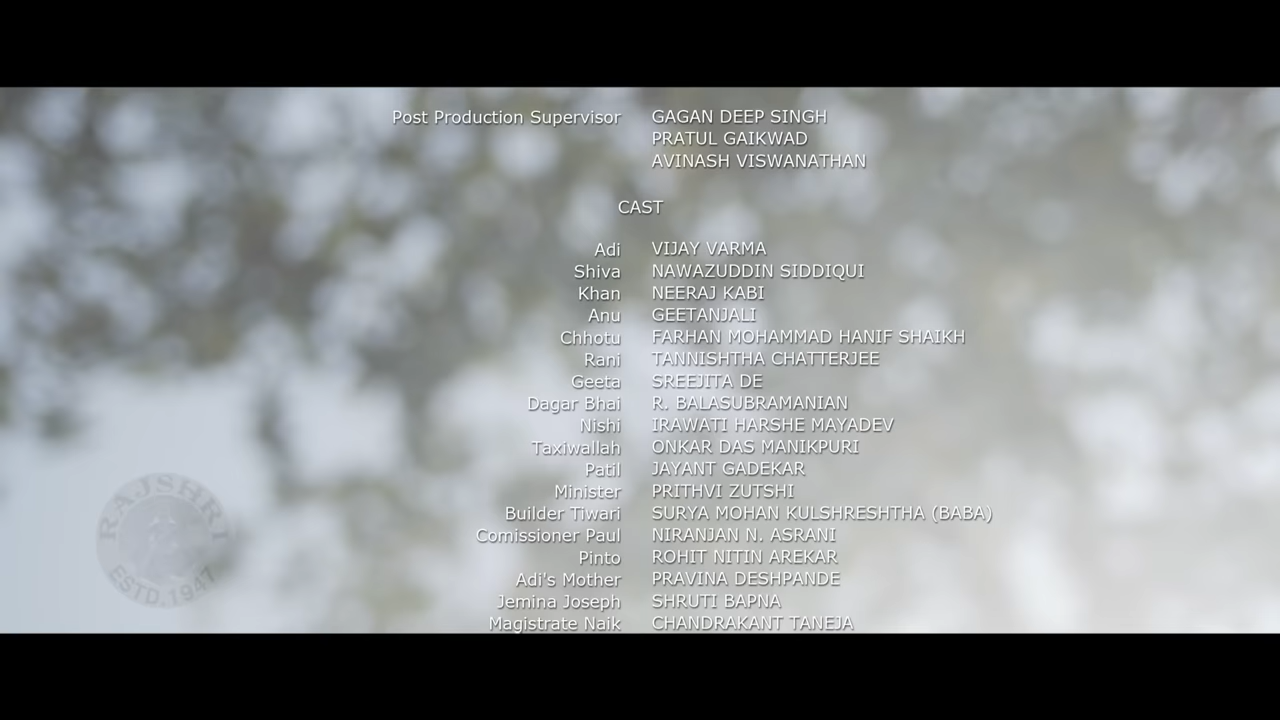 Post Production Supervisor GAGAN DEEP SINGH
PRATUL GAIKWAD
AVINASH VISWANATHAN
CAST
Adi VIJAY VARMA
Shiva NAWAZUDDIN SIDDIQUI
Khan NEERAJ KABI
Anu GEETANJALI
Chhotu FARHAN MOHAMMAD HANIF SHAIKH
Rani TANNISHTHA CHATTERJEE
Geeta SREEJITA DE
Dagar Bhai R. BALASUBRAMANIAN
Nishi IRAWATI HARSHE MAYADEV
Taxiwallah ONKAR DAS MANIKPURI
Patil JAYANT GADEKAR
Minister PRITHVI ZUTSHI
Builder Tiwari SURYA MOHAN KULSHRESHTHA (BABA)
Comissioner Paul NIRANJAN N. ASRANI
Pinto ROHIT NITIN AREKAR
Adi's Mother PRAVINA DESHPANDE
Jemina Joseph SHRUTI BAPNA
Magistrate Naik CHANDRAKANT TANEJA
RAJSHRI
ESTD.1947